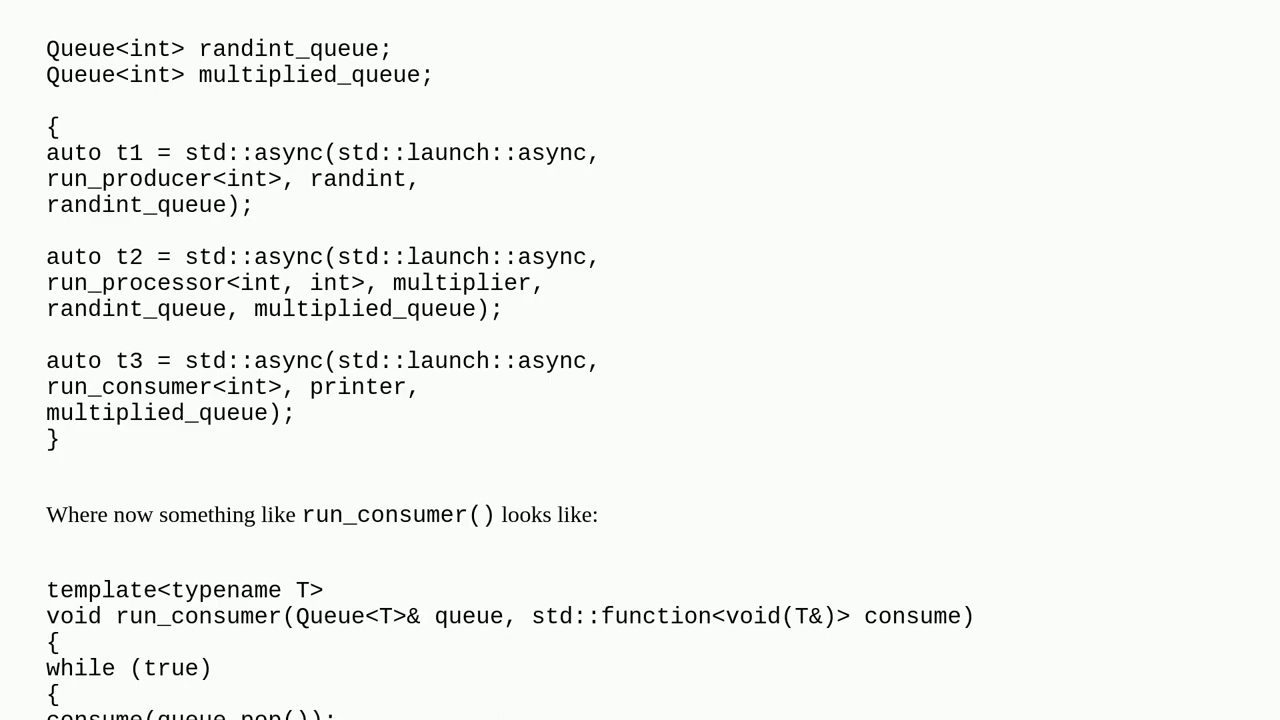 Queue<int> randint_queue;
Queue<int> multiplied_queue;
{
auto t1 = std::async(std::launch::async,
run_producer<int>, randint,
randint_queue);
auto t2 = std::async(std::launch::async,
run_processor<int, int>, multiplier,
randint_queue, multiplied_queue);
auto t3 = std::async(std::launch::async,
run_consumer<int>, printer,
multiplied_queue);
}
Where now something like run_consumer() looks like:
template<typename T>
void run_consumer(Queue<T>& queue, std::function<void(T&)> consume)
{
while (true)
{
consume(queue.pop());